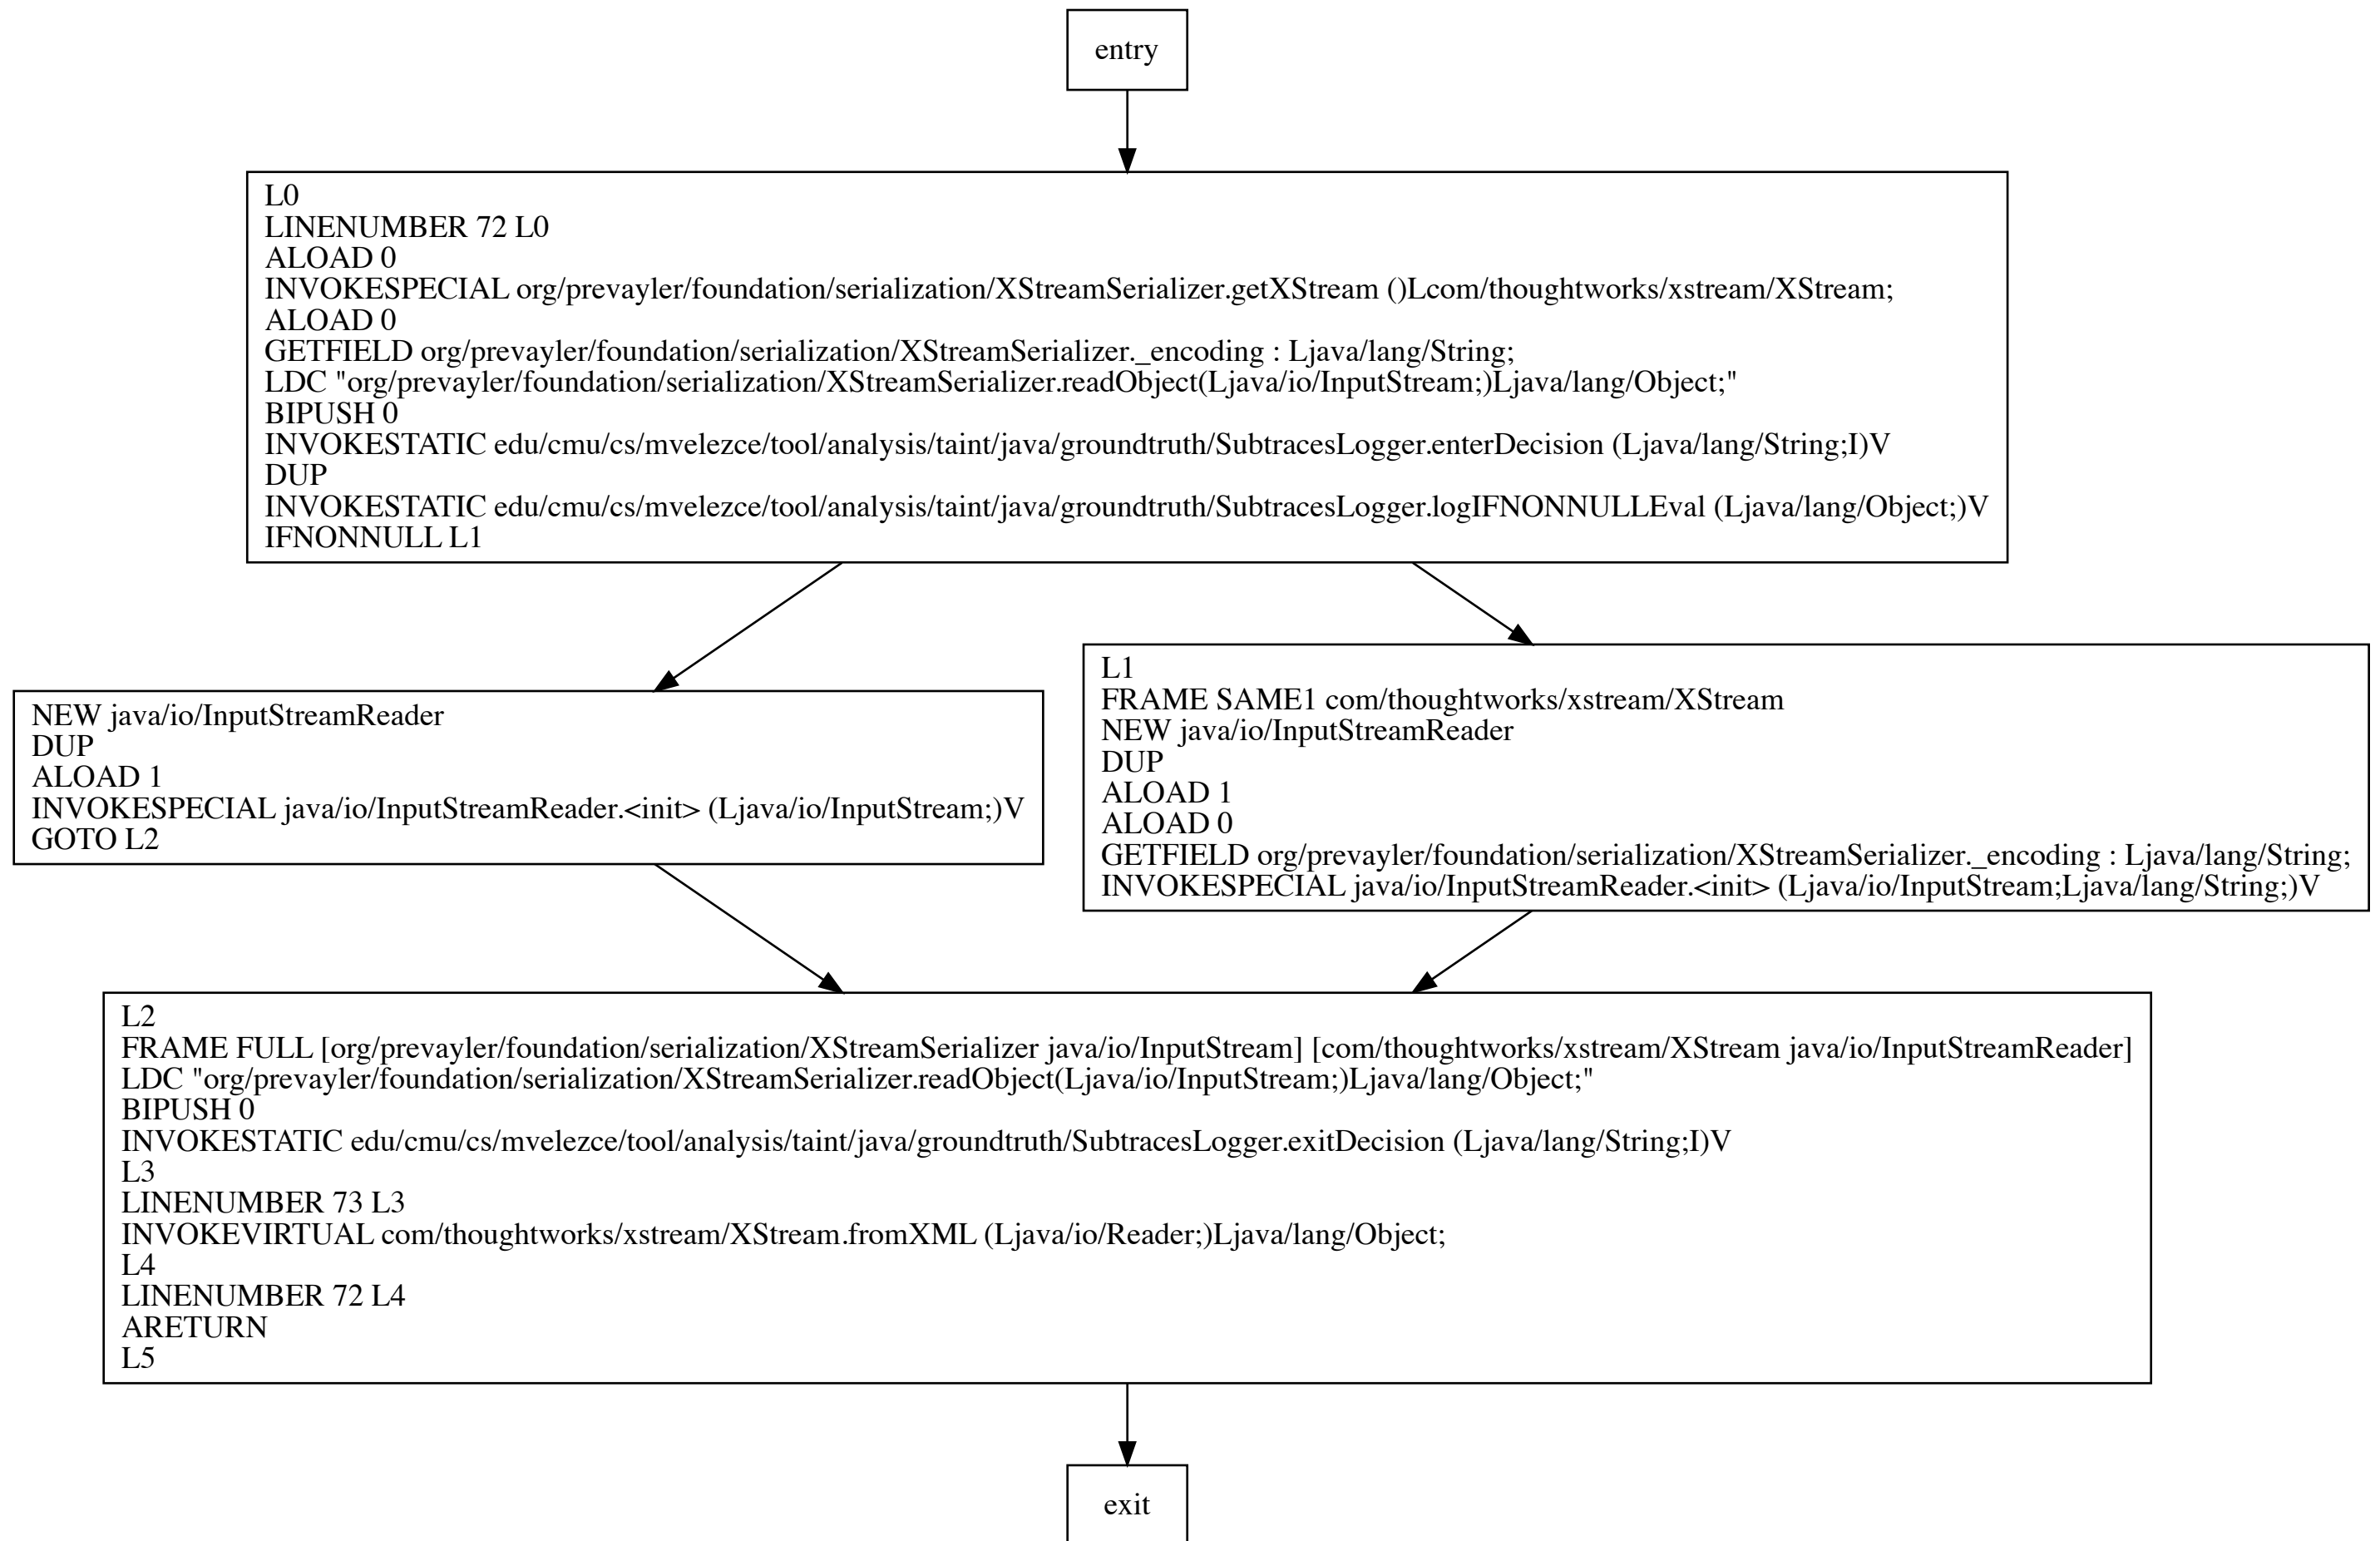 entry
L0
LINENUMBER 72 L0
ALOAD 0
INVOKESPECIAL org/prevayler/foundation/serialization/XStreamSerializer.getXStream ()Lcom/thoughtworks/xstream/XStream;
ALOAD 0
GETFIELD org/prevayler/foundation/serialization/XStreamSerializer._encoding : Ljava/lang/String;
LDC "org/prevayler/foundation/serialization/XStreamSerializer.readObject(Ljava/io/InputStream;)Ljava/lang/Object;"
BIPUSH 0
INVOKESTATIC edu/cmu/cs/mvelezce/tool/analysis/taint/java/groundtruth/SubtracesLogger.enterDecision (Ljava/lang/String;I)V
DUP
INVOKESTATIC edu/cmu/cs/mvelezce/tool/analysis/taint/java/groundtruth/SubtracesLogger.logIFNONNULLEval (Ljava/lang/Object;)V
IFNONNULL L1
NEW java/io/InputStreamReader
DUP
ALOAD 1
INVOKESPECIAL java/io/InputStreamReader.<init> (Ljava/io/InputStream;)V
GOTO L2
L1
FRAME SAME1 com/thoughtworks/xstream/XStream
NEW java/io/InputStreamReader
DUP
ALOAD 1
ALOAD 0
GETFIELD org/prevayler/foundation/serialization/XStreamSerializer._encoding : Ljava/lang/String;
INVOKESPECIAL java/io/InputStreamReader.<init> (Ljava/io/InputStream;Ljava/lang/String;)V
L2
FRAME FULL [org/prevayler/foundation/serialization/XStreamSerializer java/io/InputStream] [com/thoughtworks/xstream/XStream java/io/InputStreamReader]
LDC "org/prevayler/foundation/serialization/XStreamSerializer.readObject(Ljava/io/InputStream;)Ljava/lang/Object;"
BIPUSH 0
INVOKESTATIC edu/cmu/cs/mvelezce/tool/analysis/taint/java/groundtruth/SubtracesLogger.exitDecision (Ljava/lang/String;I)V
L3
LINENUMBER 73 L3
INVOKEVIRTUAL com/thoughtworks/xstream/XStream.fromXML (Ljava/io/Reader;)Ljava/lang/Object;
L4
LINENUMBER 72 L4
ARETURN
L5
exit